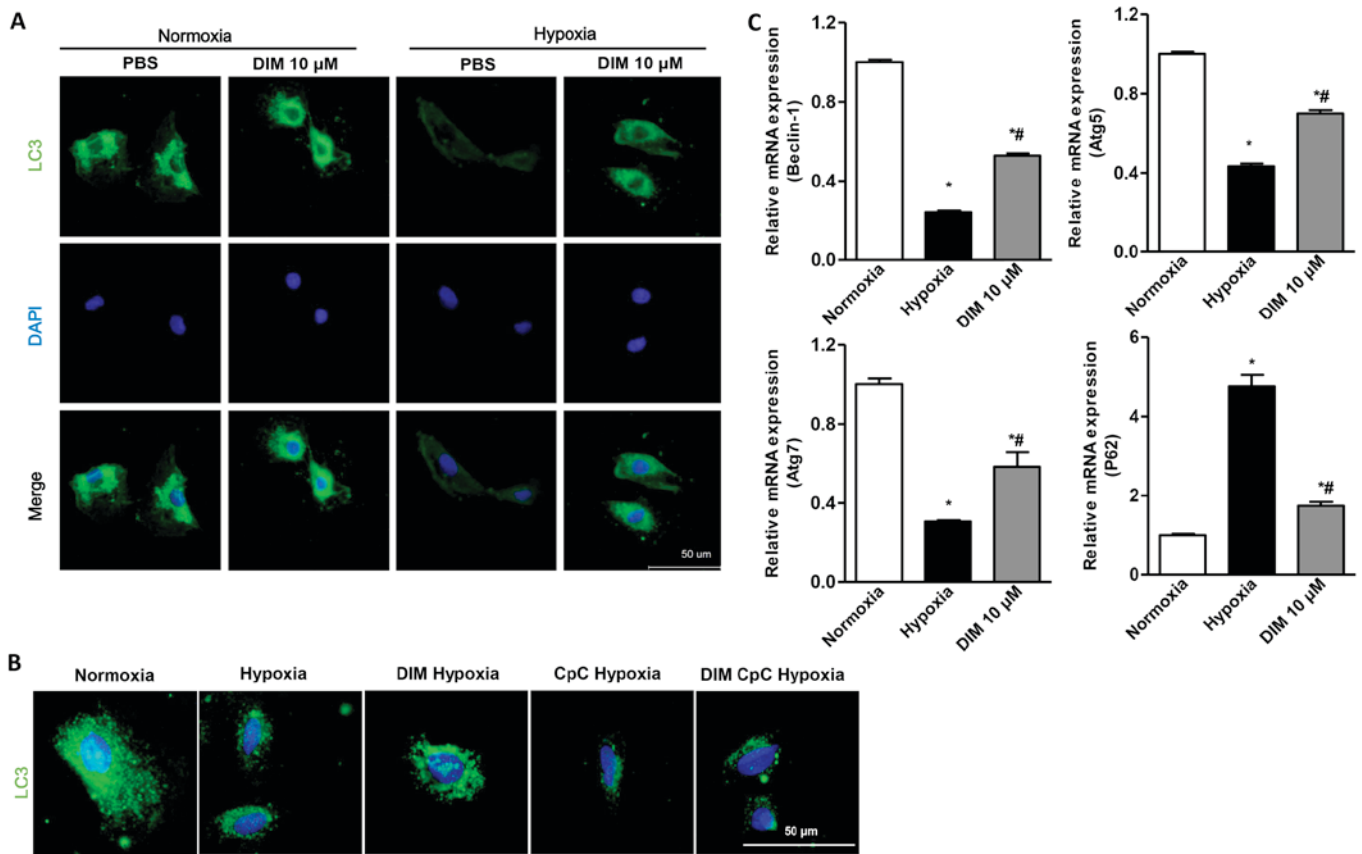 A
Normoxia Hypoxia
PBS DIM 10 µM PBS DIM 10 µM
LC3
DAPI
Merge
50 um
B
Normoxia Hypoxia DIM Hypoxia CpC Hypoxia DIM CpC Hypoxia
LC3
50 µm
C
Relative mRNA expression
(Beclin-1)
1.2
0.8
0.4
0.0
*
*#
Normoxia
Hypoxia
DIM 10 µM
Relative mRNA expression
(Atg5)
1.2
0.8
0.4
0.0
*
*#
Normoxia
Hypoxia
DIM 10 µM
Relative mRNA expression
(Atg7)
1.2
0.8
0.4
0.0
*
*#
Normoxia
Hypoxia
DIM 10 µM
Relative mRNA expression
(P62)
6
4
2
0
*
*#
Normoxia
Hypoxia
DIM 10 µM